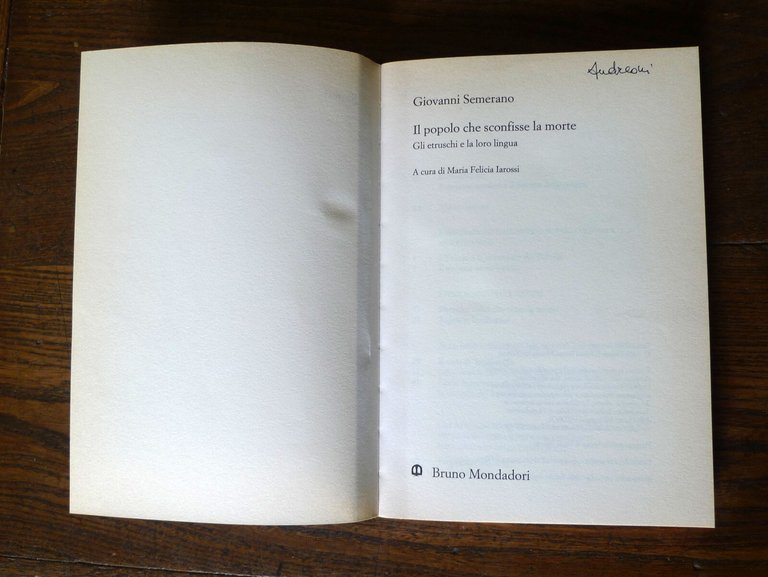 Andreoni
Giovanni Semerano
Il popolo che sconfisse la morte
Gli etruschi e la loro lingua
A cura di Maria Felicia Iarossi
Bruno Mondadori